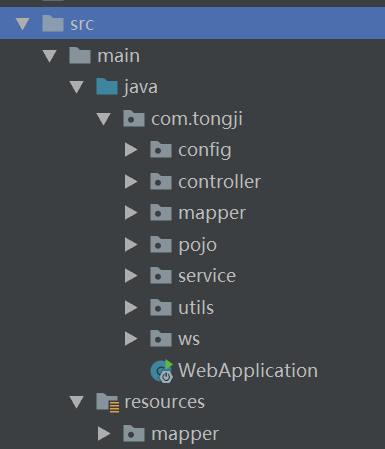 src
main
java
com.tongji
config
controller
mapper
pojo
service
utils
ws
WebApplication
resources
mapper